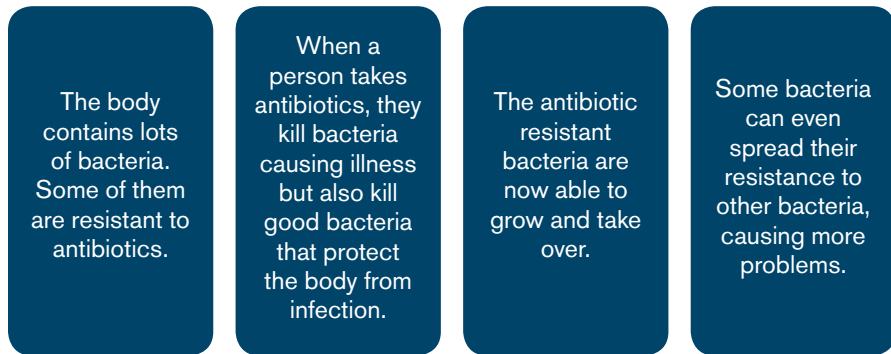 The body
contains lots
of bacteria.
Some of them
are resistant to
antibiotics.
When a
person takes
antibiotics, they
kill bacteria
causing illness
but also kill
good bacteria
that protect
the body from
infection.
The antibiotic
resistant
bacteria are
now able to
grow and take
over.
Some bacteria
can even
spread their
resistance to
other bacteria,
causing more
problems.